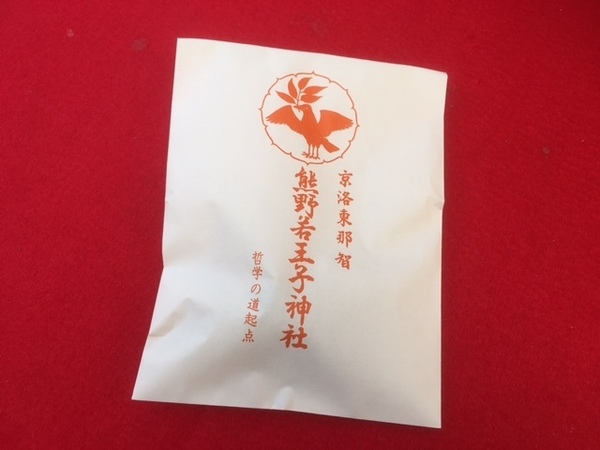 京洛東那智
熊野若王子神社
哲学の道起点